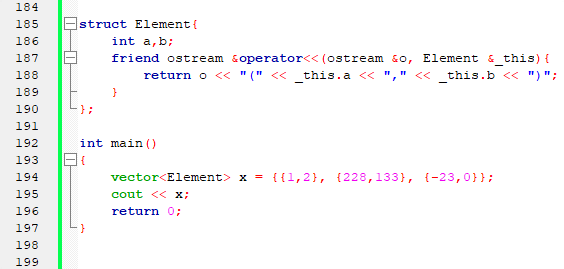 184
185 struct Element{
186     int a,b;
187     friend ostream &operator<<(ostream &o, Element &_this){
188         return o << "(" << _this.a << "," << _this.b << ")";
189     }
190 };
191
192 int main()
193 {
194     vector<Element> x = {{1,2}, {228,133}, {-23,0}};
195     cout << x;
196     return 0;
197 }
198
199